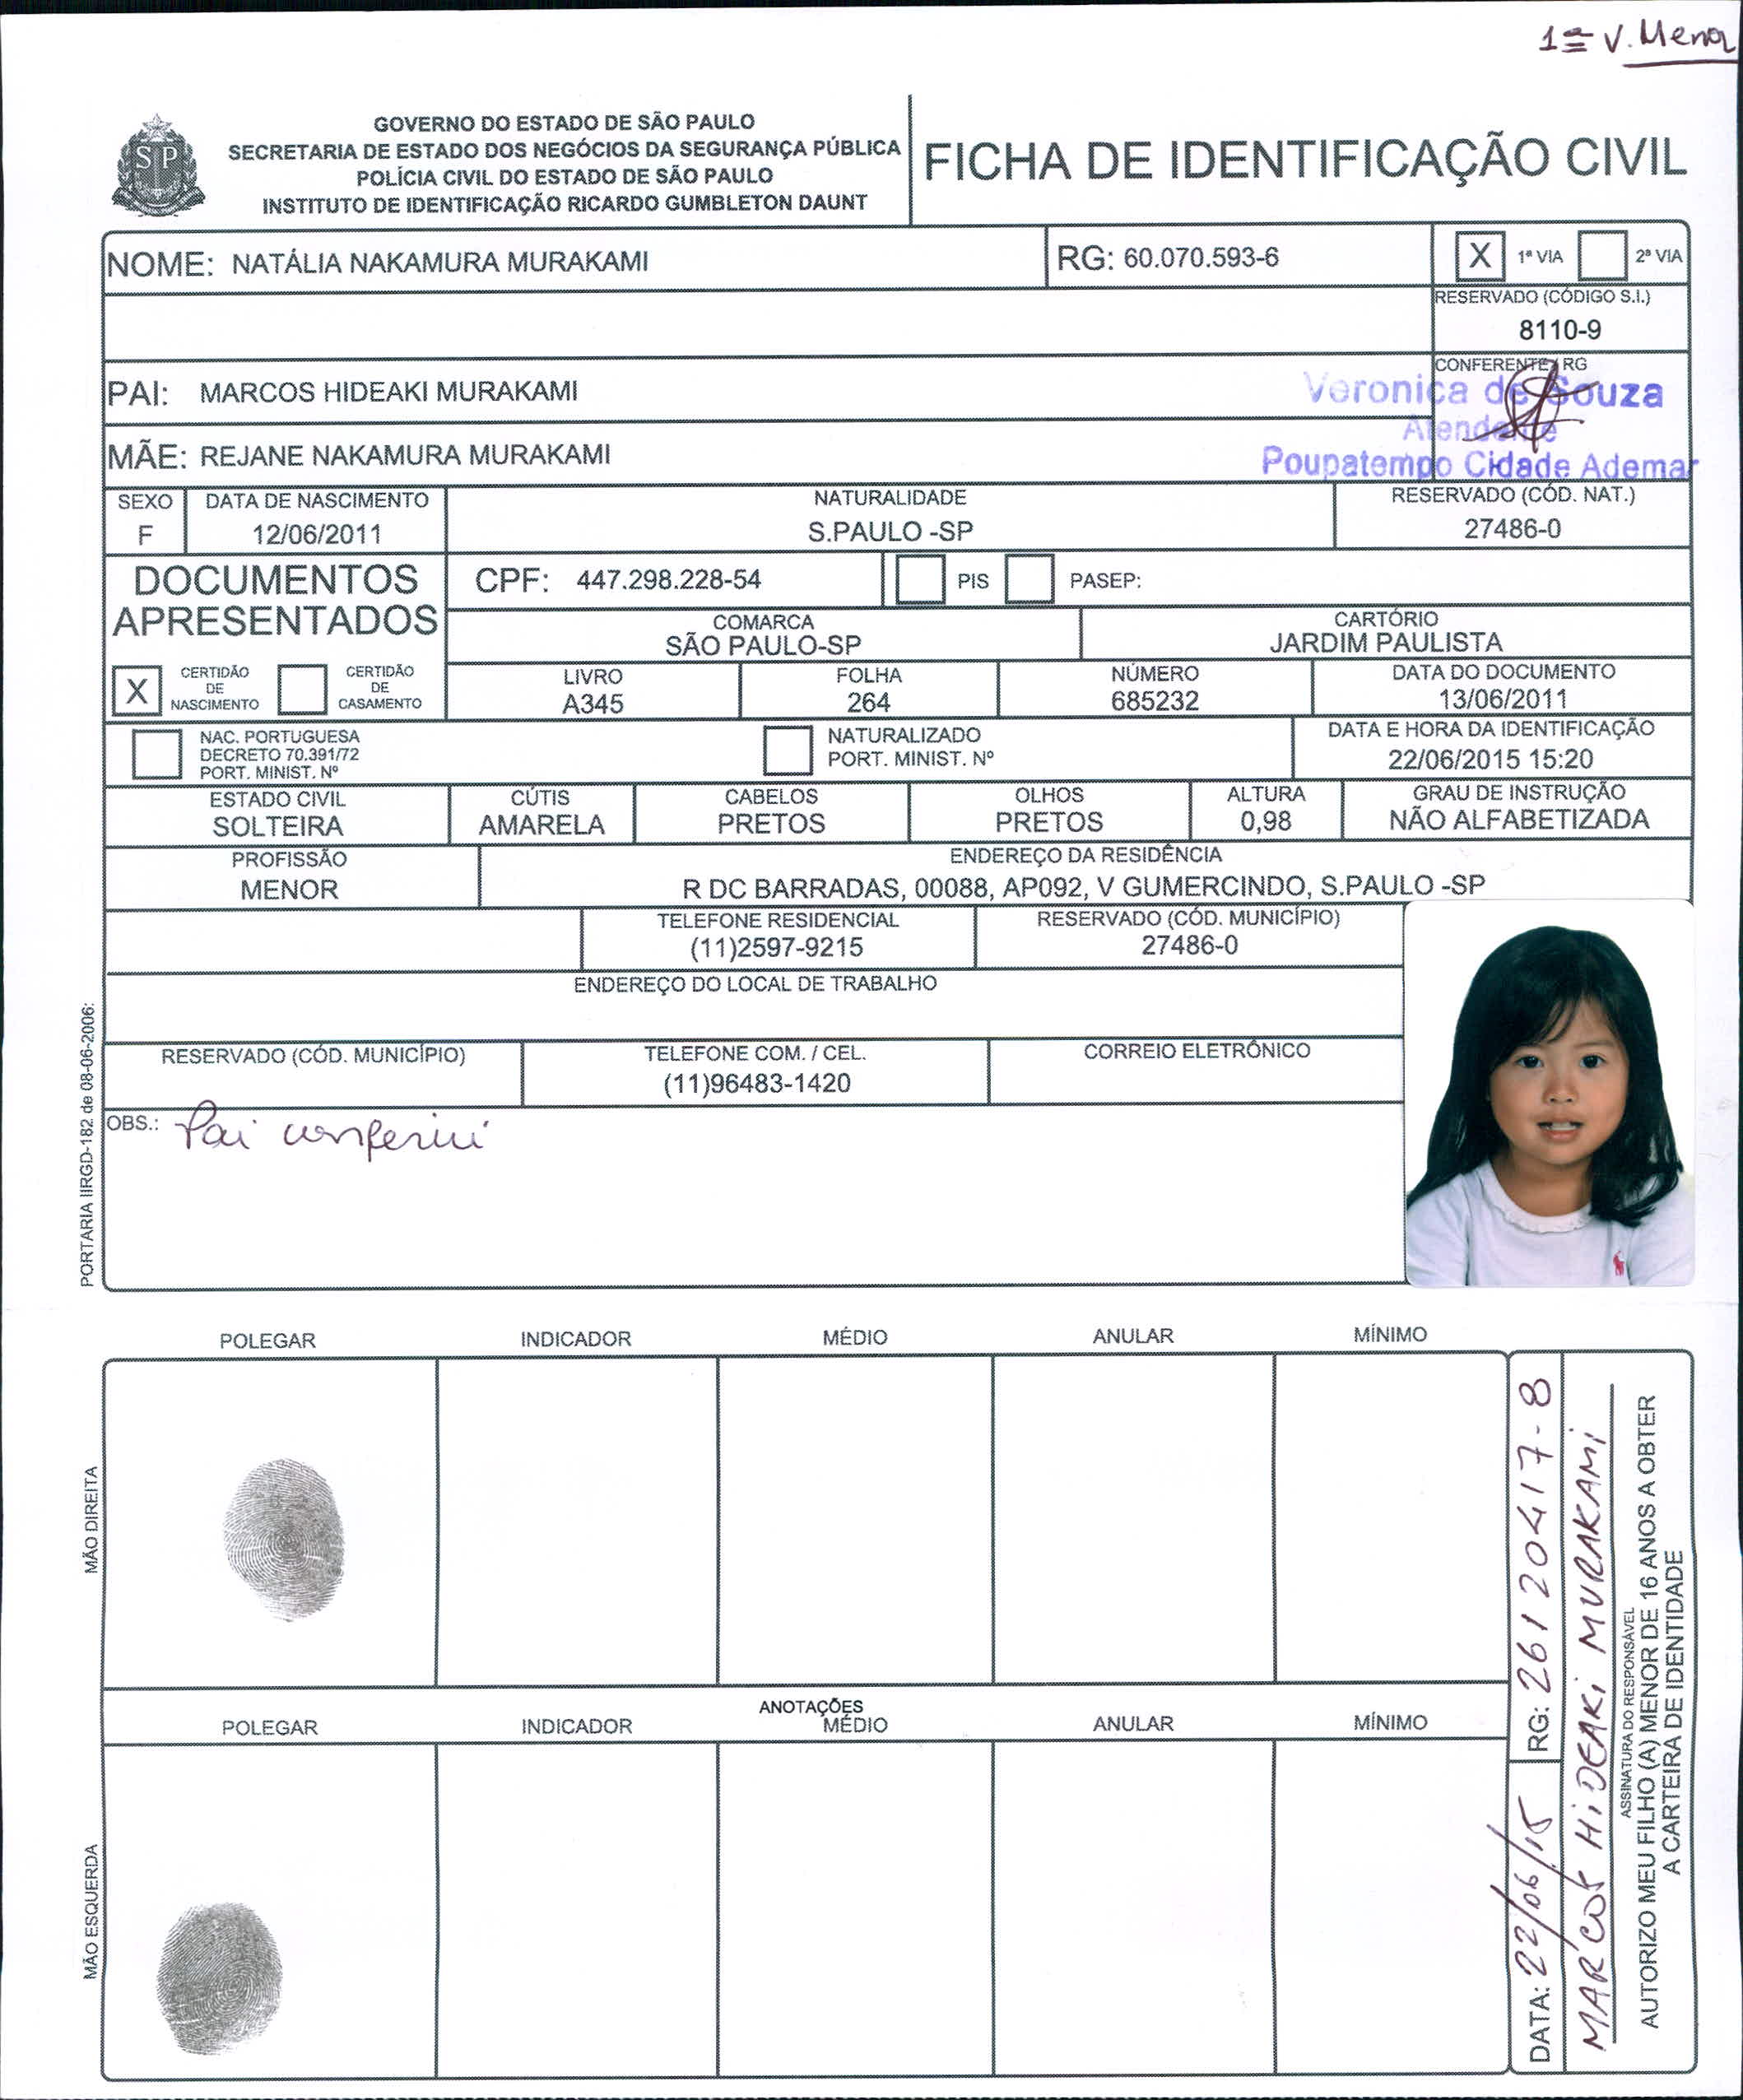 1ª V. Menor
GOVERNO DO ESTADO DE SÃO PAULO
SECRETARIA DE ESTADO DOS NEGÓCIOS DA SEGURANÇA PÚBLICA
POLÍCIA CIVIL DO ESTADO DE SÃO PAULO
INSTITUTO DE IDENTIFICAÇÃO RICARDO GUMBLETON DAUNT
SP
FICHA DE IDENTIFICAÇÃO CIVIL
NOME: NATÁLIA NAKAMURA MURAKAMI
RG: 60.070.593-6
X 1ª VIA 2ª VIA
RESERVADO (CÓDIGO S.I.)
8110-9
PAI: MARCOS HIDEAKI MURAKAMI
CONFERENTE / RG
Veronica de Souza
Atendente
Poupatempo Cidade Ademar
MÃE: REJANE NAKAMURA MURAKAMI
SEXO DATA DE NASCIMENTO NATURALIDADE RESERVADO (CÓD. NAT.)
F 12/06/2011 S.PAULO -SP 27486-0
DOCUMENTOS
APRESENTADOS
CPF: 447.298.228-54 PIS PASEP:
COMARCA CARTÓRIO
SÃO PAULO-SP JARDIM PAULISTA
X CERTIDÃO DE NASCIMENTO CERTIDÃO DE CASAMENTO
LIVRO FOLHA NÚMERO DATA DO DOCUMENTO
A345 264 685232 13/06/2011
NAC. PORTUGUESA
DECRETO 70.391/72
PORT. MINIST. Nº
NATURALIZADO
PORT. MINIST. Nº
DATA E HORA DA IDENTIFICAÇÃO
22/06/2015 15:20
ESTADO CIVIL CÚTIS CABELOS OLHOS ALTURA GRAU DE INSTRUÇÃO
SOLTEIRA AMARELA PRETOS PRETOS 0,98 NÃO ALFABETIZADA
PROFISSÃO ENDEREÇO DA RESIDÊNCIA
MENOR R DC BARRADAS, 00088, AP092, V GUMERCINDO, S.PAULO -SP
TELEFONE RESIDENCIAL RESERVADO (CÓD. MUNICÍPIO)
(11)2597-9215 27486-0
ENDEREÇO DO LOCAL DE TRABALHO
RESERVADO (CÓD. MUNICÍPIO) TELEFONE COM. / CEL. CORREIO ELETRÔNICO
(11)96483-1420
OBS.: Pai conferiu
PORTARIA IIRGD-182 de 08-06-2006:
POLEGAR INDICADOR MÉDIO ANULAR MÍNIMO
MÃO DIREITA
ANOTAÇÕES
POLEGAR INDICADOR MÉDIO ANULAR MÍNIMO
MÃO ESQUERDA
DATA: 22/06/15 RG: 26120417-8
MARCOS HIDEAKI MURAKAMI
ASSINATURA DO RESPONSÁVEL
AUTORIZO MEU FILHO (A) MENOR DE 16 ANOS A OBTER
A CARTEIRA DE IDENTIDADE